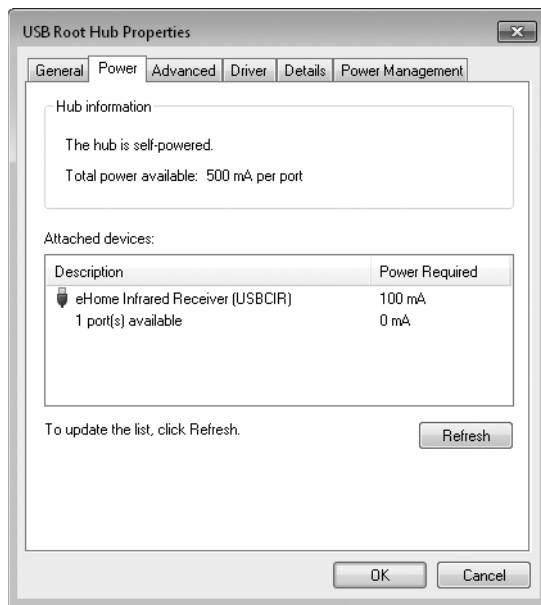 USB Root Hub Properties
General Power Advanced Driver Details Power Management
Hub information
The hub is self-powered.
Total power available: 500 mA per port
Attached devices:
Description Power Required
eHome Infrared Receiver (USBCIR) 100 mA
1 port(s) available 0 mA
To update the list, click Refresh. Refresh
OK Cancel